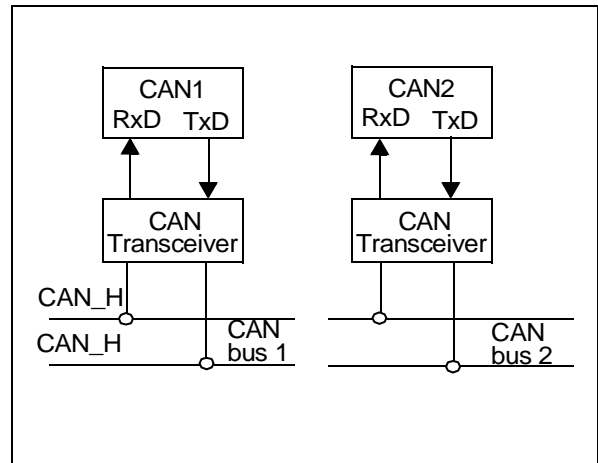 CAN1
RxD TxD
CAN
Transceiver
CAN_H
CAN_H
CAN
bus 1
CAN2
RxD TxD
CAN
Transceiver
CAN
bus 2